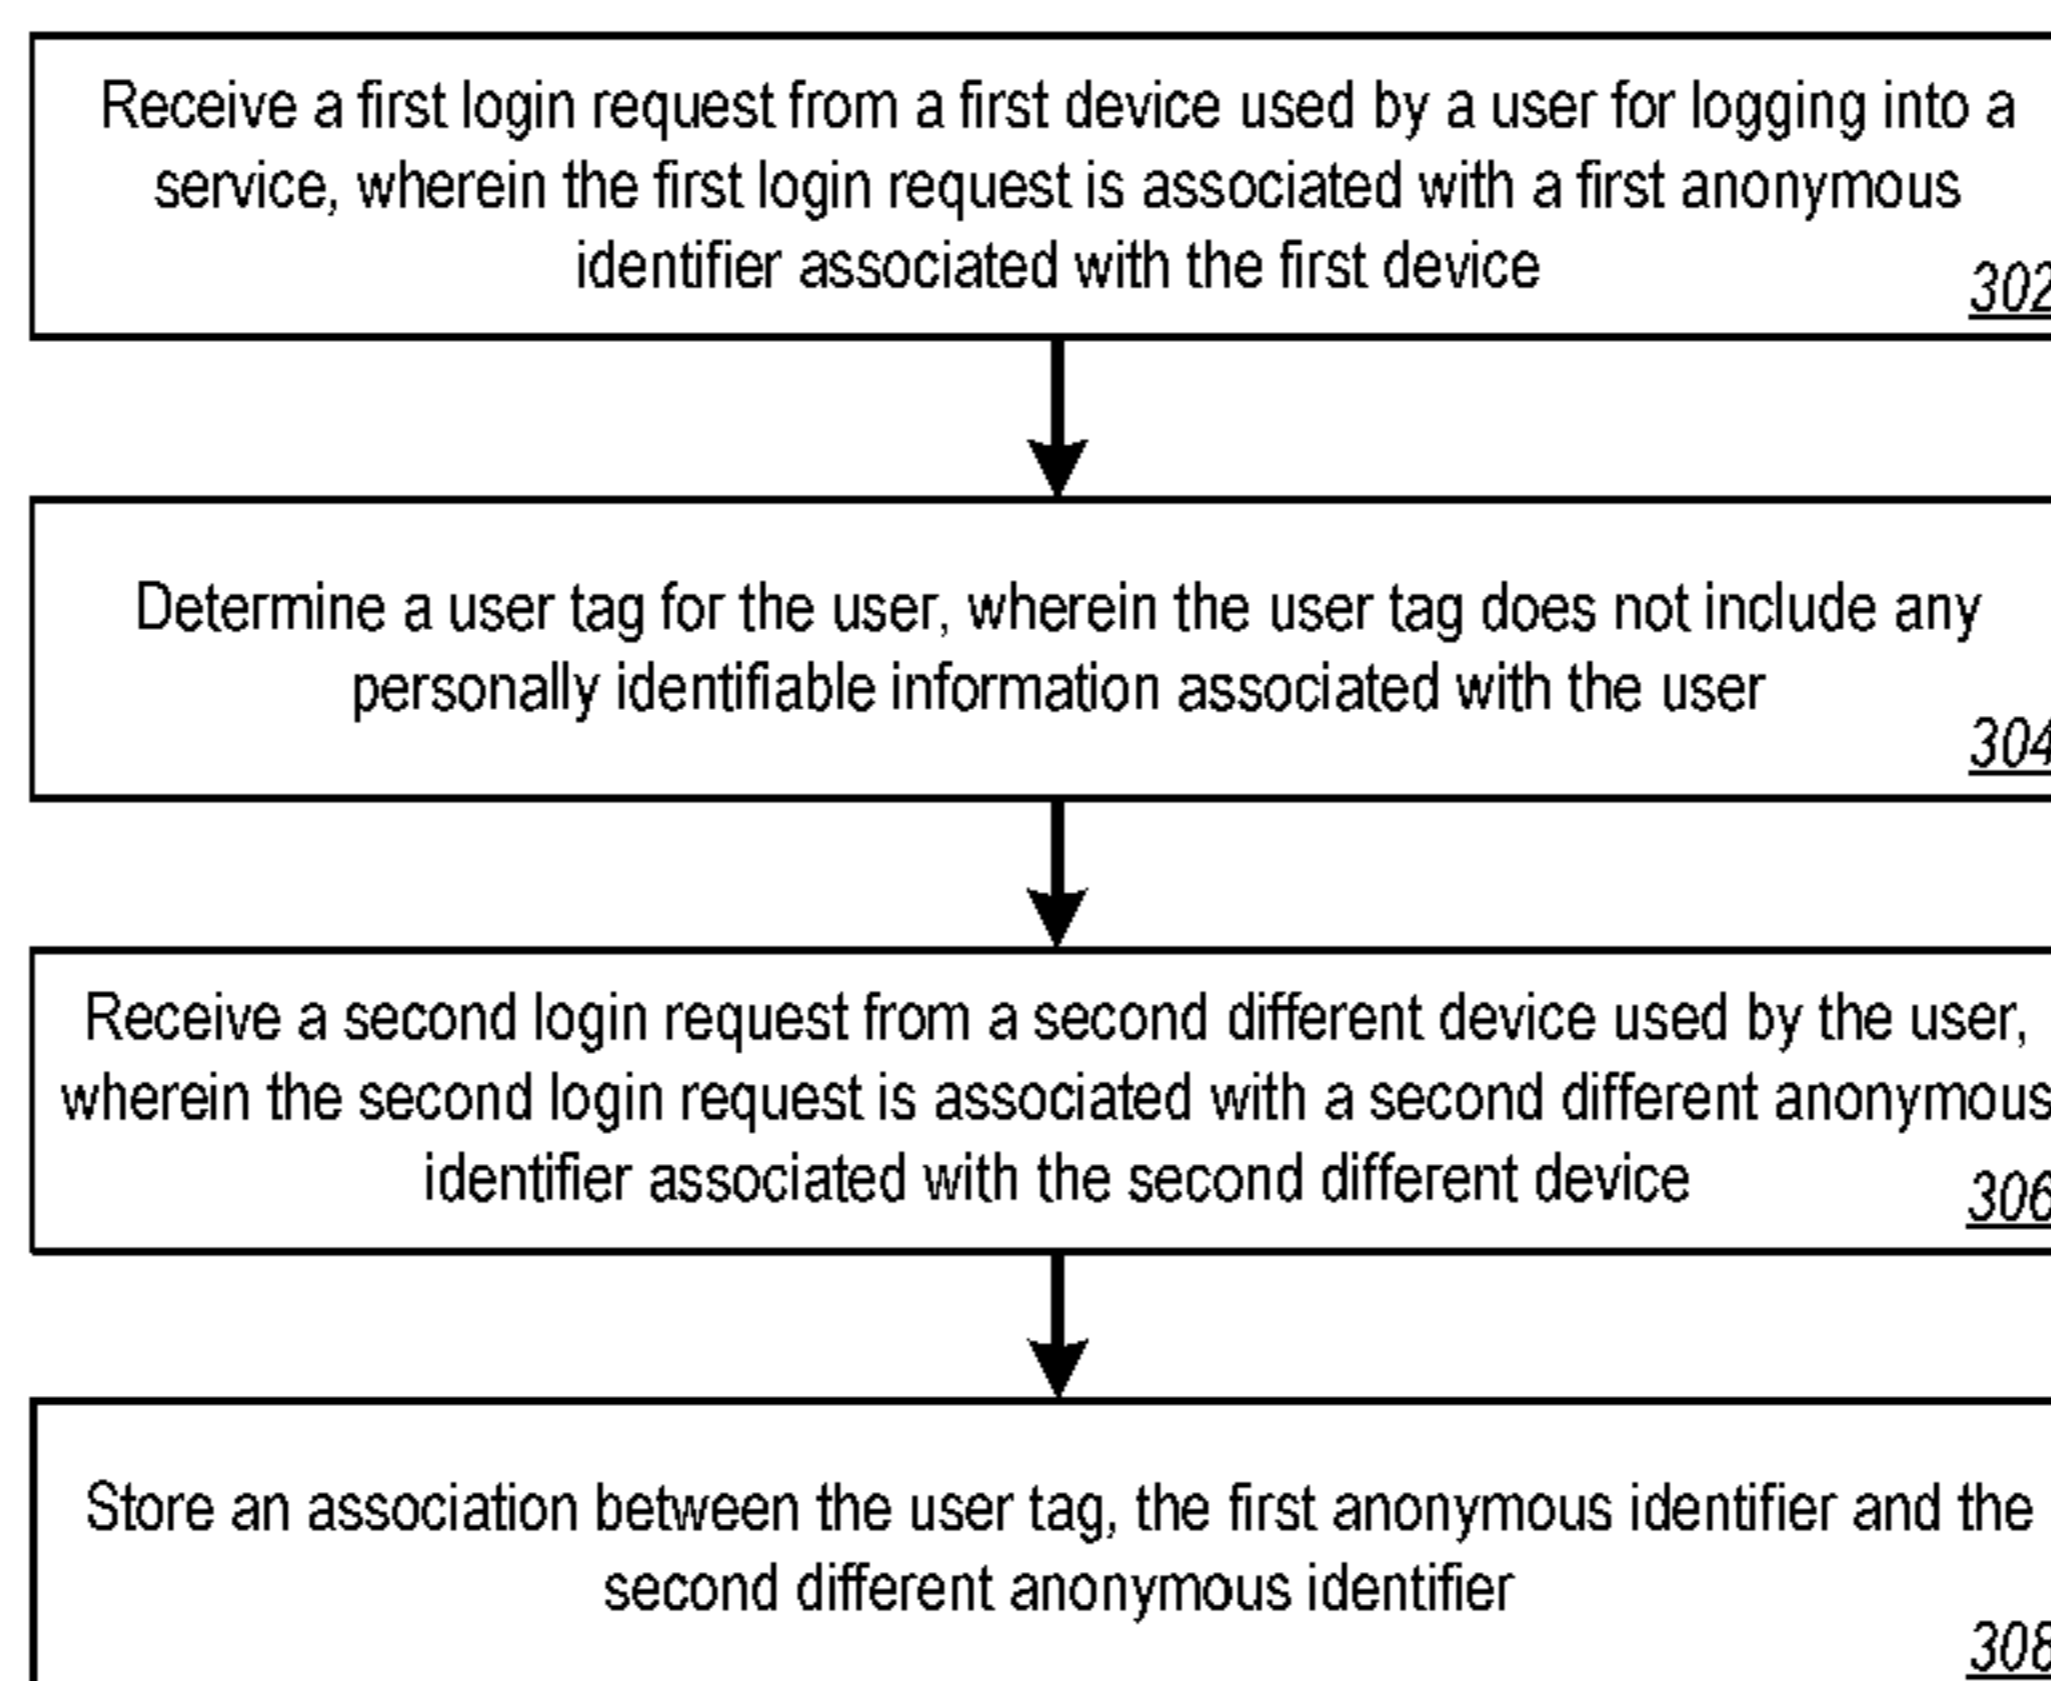 Receive a first login request from a first device used by a user for logging into a
service, wherein the first login request is associated with a first anonymous
identifier associated with the first device
302
Determine a user tag for the user, wherein the user tag does not include any
personally identifiable information associated with the user
304
Receive a second login request from a second different device used by the user,
wherein the second login request is associated with a second different anonymous
identifier associated with the second different device
306
Store an association between the user tag, the first anonymous identifier and the
second different anonymous identifier
308